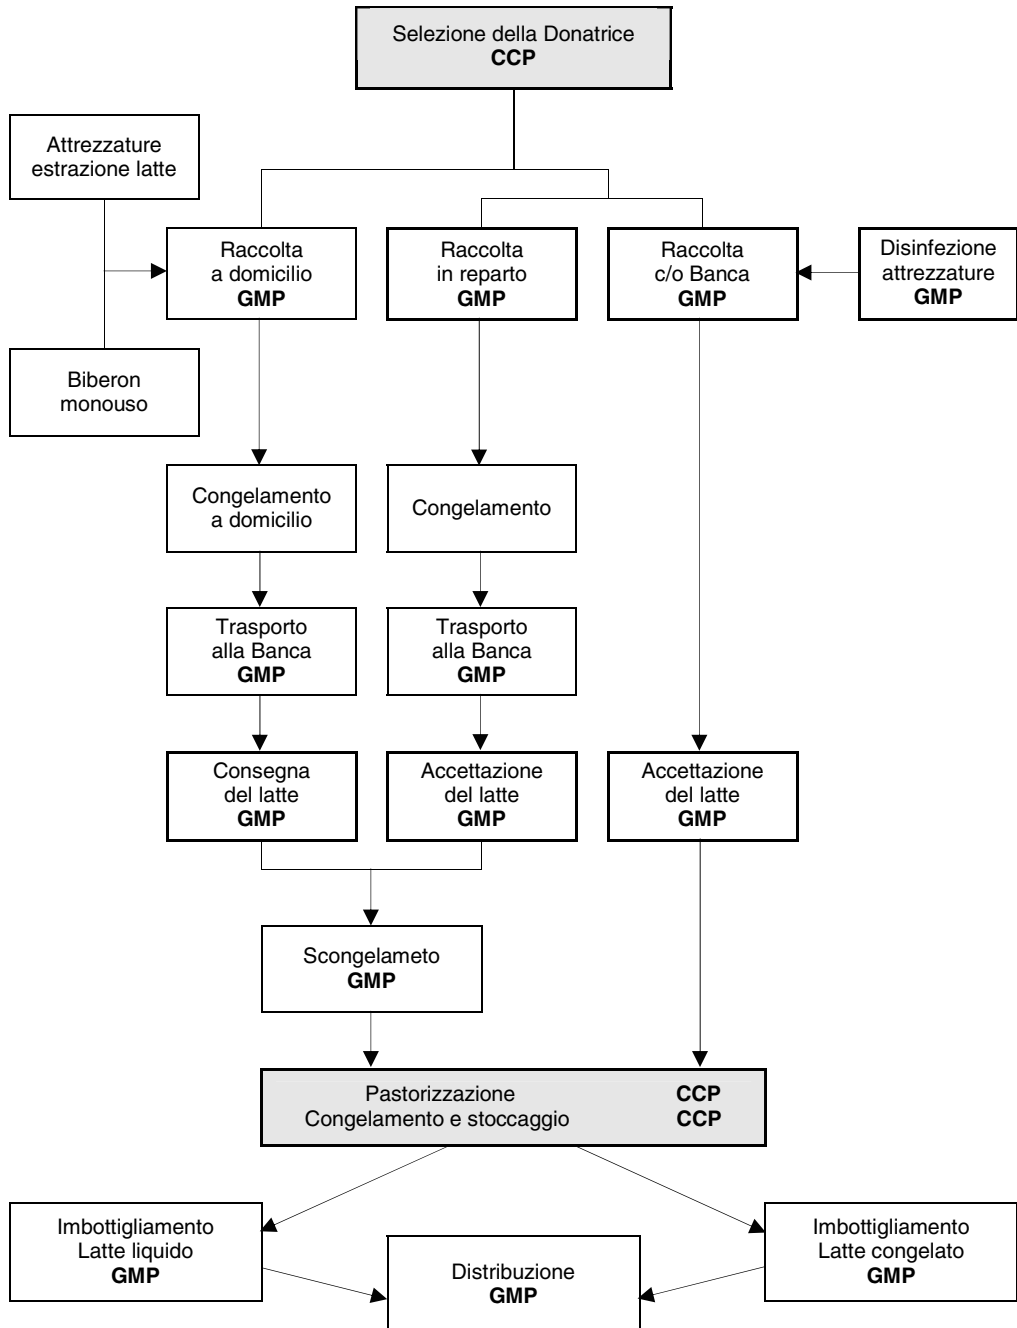 Selezione della Donatrice
CCP
Attrezzature
estrazione latte
Raccolta
a domicilio
GMP
Raccolta
in reparto
GMP
Raccolta
c/o Banca
GMP
Disinfezione
attrezzature
GMP
Biberon
monouso
Congelamento
a domicilio
Congelamento
Trasporto
alla Banca
GMP
Trasporto
alla Banca
GMP
Consegna
del latte
GMP
Accettazione
del latte
GMP
Accettazione
del latte
GMP
Scongelameto
GMP
Pastorizzazione CCP
Congelamento e stoccaggio CCP
Imbottigliamento
Latte liquido
GMP
Distribuzione
GMP
Imbottigliamento
Latte congelato
GMP